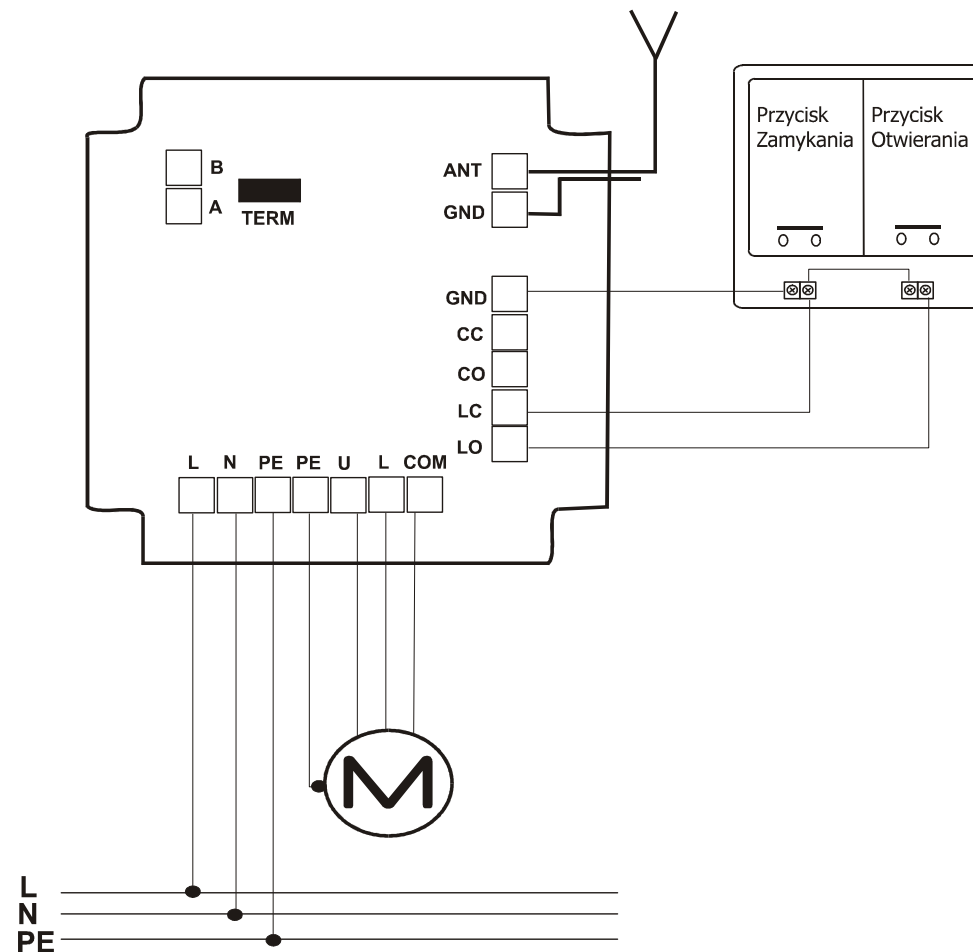 Przycisk
Zamykania
Przycisk
Otwierania
B
A
TERM
ANT
GND
GND
CC
CO
LC
LO
L N PE PE U L COM
M
L
N
PE